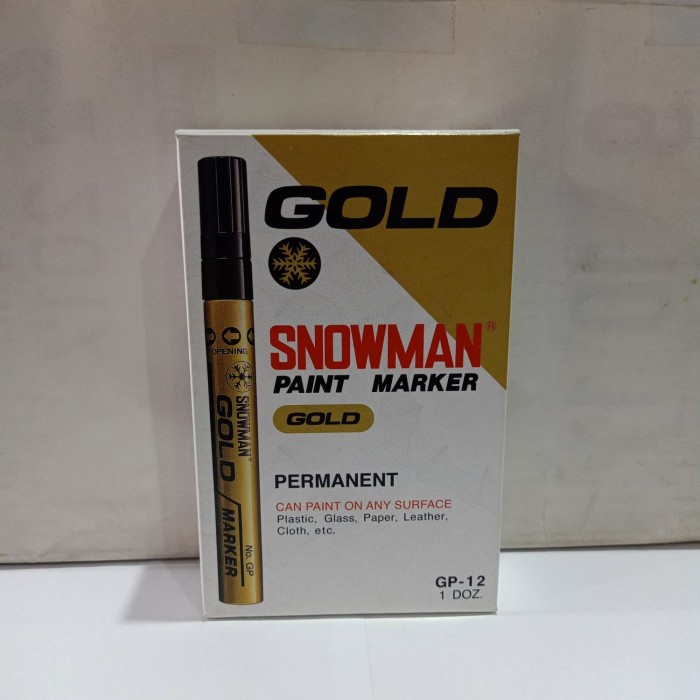 GOLD
SNOWMAN®
PAINT MARKER
GOLD
PERMANENT
CAN PAINT ON ANY SURFACE
Plastic, Glass, Paper, Leather,
Cloth, etc.
GP-12
1 DOZ.
OPENING
SNOWMAN
GOLD MARKER
No. GP